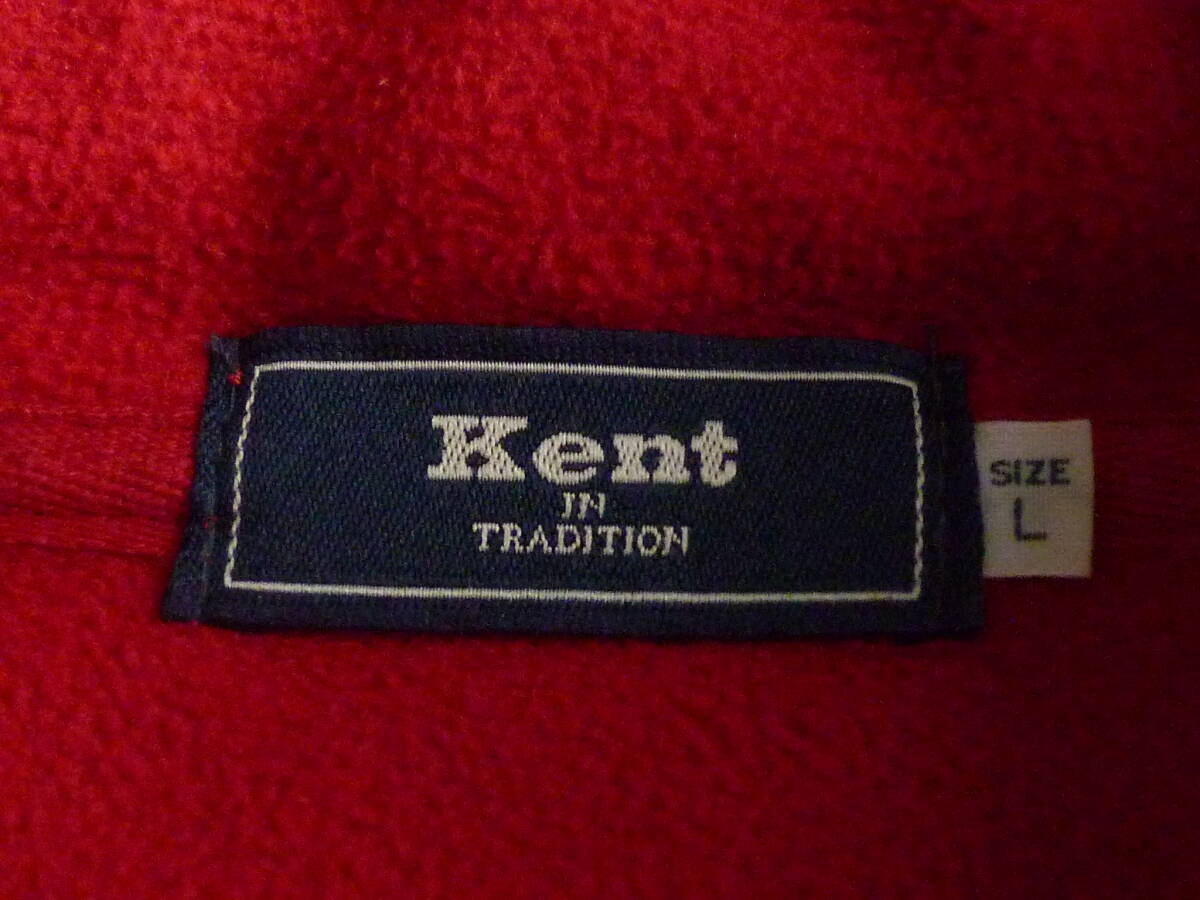 Kent
IN
TRADITION
SIZE
L